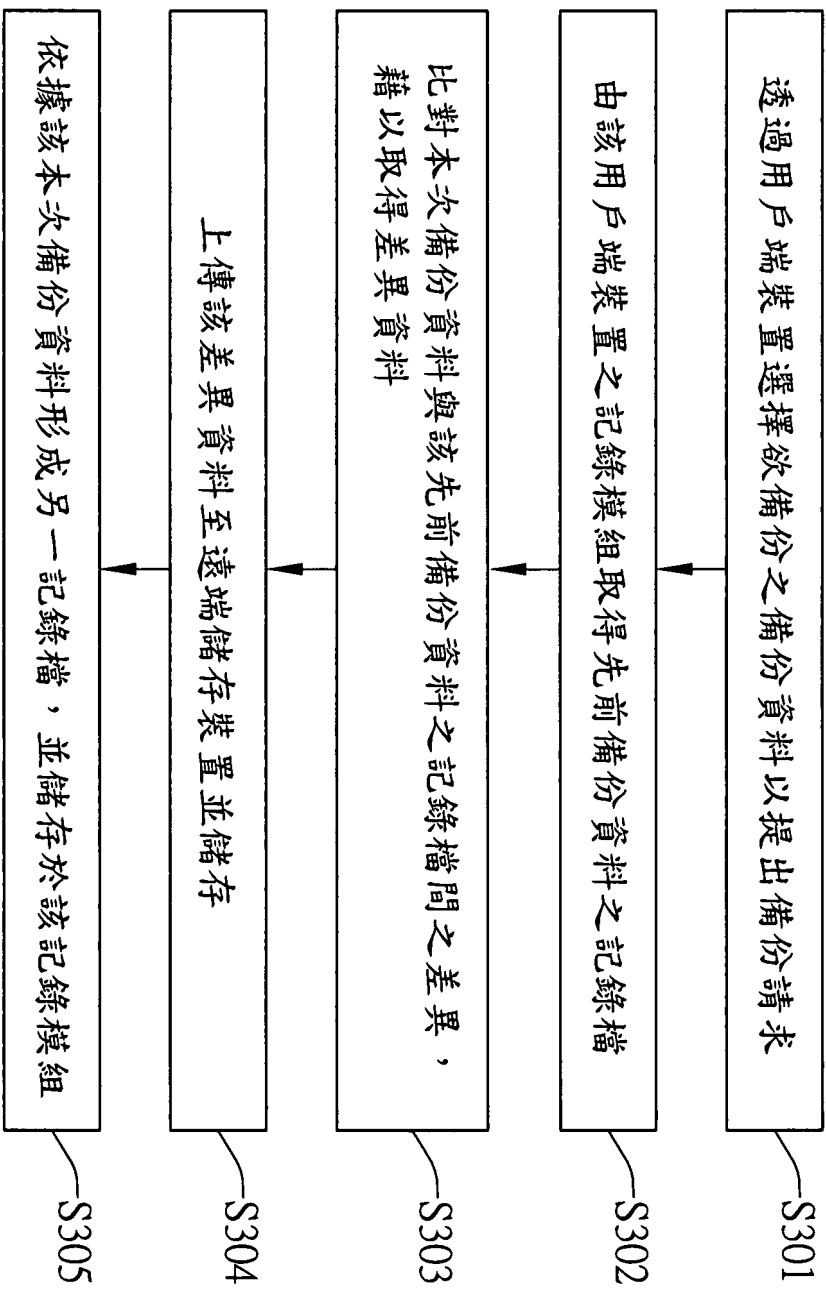 透過用戶端裝置選擇欲備份之備份資料以提出備份請求
S301
由該用戶端裝置之記錄模組取得先前備份資料之記錄檔
S302
比對本次備份資料與該先前備份資料之記錄檔間之差異，
藉以取得差異資料
S303
上傳該差異資料至遠端儲存裝置並儲存
S304
依據該本次備份資料形成另一記錄檔，並儲存於該記錄模組
S305